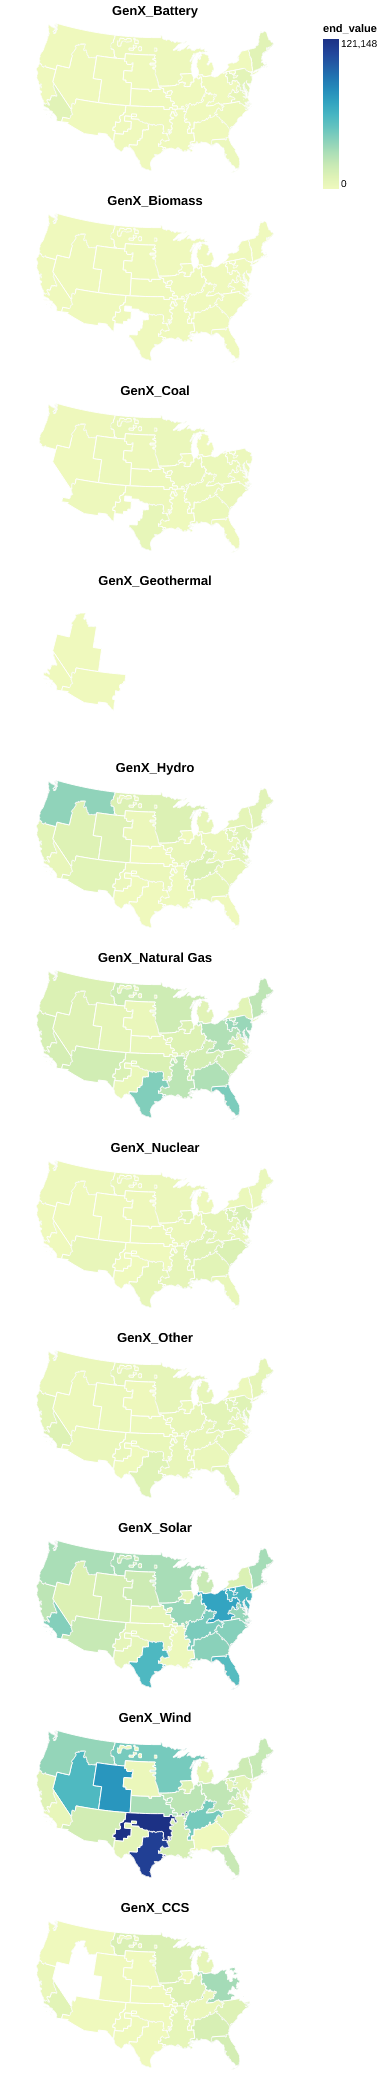 GenX_Battery
end_value
121,148
0
GenX_Biomass
GenX_Coal
GenX_Geothermal
GenX_Hydro
GenX_Natural Gas
GenX_Nuclear
GenX_Other
GenX_Solar
GenX_Wind
GenX_CCS